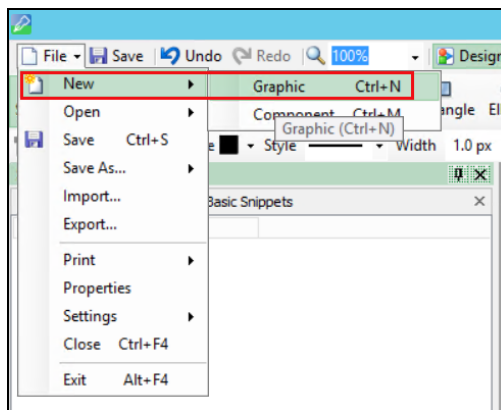 File Save Undo Redo 100% Design
New Graphic Ctrl+N
Open Component Ctrl+M angle El
Graphic (Ctrl+N)
Save Ctrl+S e Style Width 1.0 px
Save As...
Import... Basic Snippets
Export...
Print
Properties
Settings
Close Ctrl+F4
Exit Alt+F4